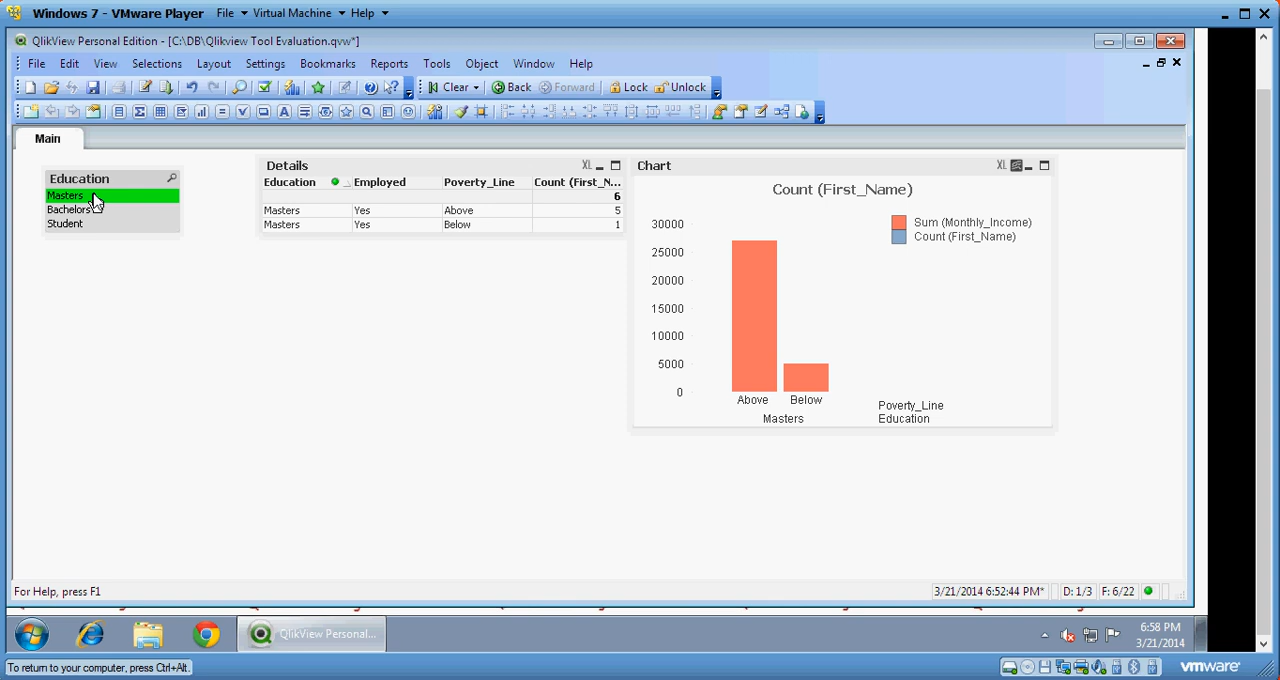 Windows 7 - VMware Player File Virtual Machine Help
QlikView Personal Edition - [C:\DB\Qlikview Tool Evaluation.qvw*]
File Edit View Selections Layout Settings Bookmarks Reports Tools Object Window Help
Clear Back Forward Lock Unlock
Main
Education
Masters
Bachelors
Student
Details XL
Education Employed Poverty_Line Count (First_N...
6
Masters Yes Above 5
Masters Yes Below 1
Chart XL
Count (First_Name)
Sum (Monthly_Income)
Count (First_Name)
30000
25000
20000
15000
10000
5000
0
Above Below
Masters
Poverty_Line
Education
For Help, press F1
3/21/2014 6:52:44 PM* D: 1/3 F: 6/22
QlikView Personal...
6:58 PM
3/21/2014
To return to your computer, press Ctrl+Alt.
vmware